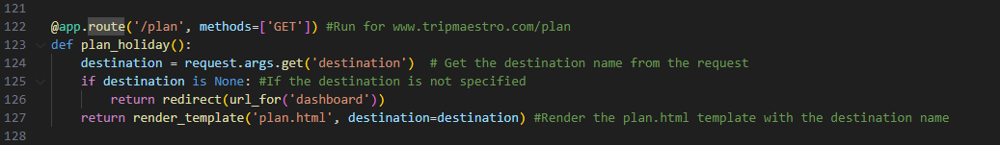 121
122 @app.route('/plan', methods=['GET']) #Run for www.tripmaestro.com/plan
123 def plan_holiday():
124     destination = request.args.get('destination')  # Get the destination name from the request
125     if destination is None: #If the destination is not specified
126         return redirect(url_for('dashboard'))
127     return render_template('plan.html', destination=destination) #Render the plan.html template with the destination name
128